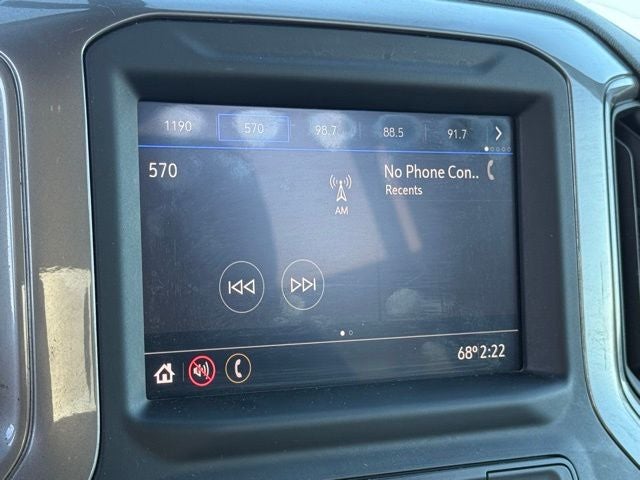 1190 570 98.7 88.5 91.7
570 No Phone Con..
AM Recents
68° 2:22